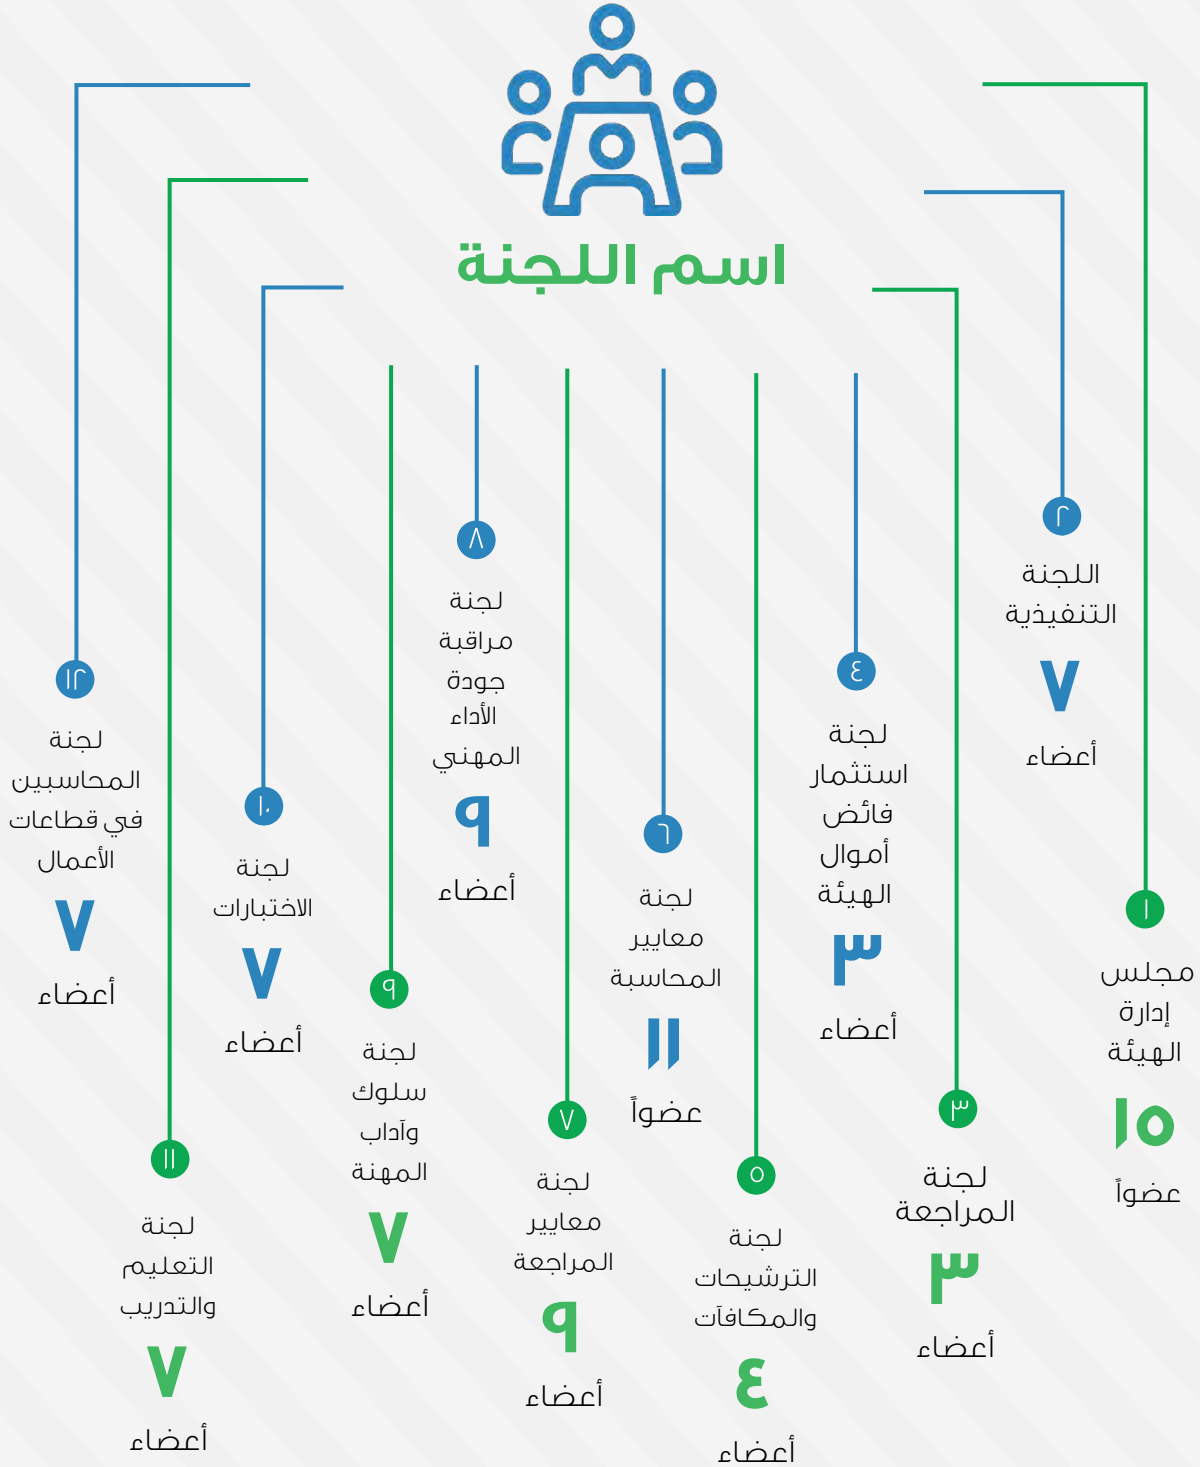 اسم اللجنة
١
مجلس
إدارة
الهيئة
١٥
عضواً
٢
اللجنة
التنفيذية
٧
أعضاء
٣
لجنة
المراجعة
٣
أعضاء
٤
لجنة
استثمار
فائض
أموال
الهيئة
٣
أعضاء
٥
لجنة
الترشيحات
والمكافآت
٤
أعضاء
٦
لجنة
معايير
المحاسبة
١١
عضواً
٧
لجنة
معايير
المراجعة
٩
أعضاء
٨
لجنة
مراقبة
جودة
الأداء
المهني
٩
أعضاء
٩
لجنة
سلوك
وآداب
المهنة
٧
أعضاء
١٠
لجنة
الاختبارات
٧
أعضاء
١١
لجنة
التعليم
والتدريب
٧
أعضاء
١٢
لجنة
المحاسبين
في قطاعات
الأعمال
٧
أعضاء